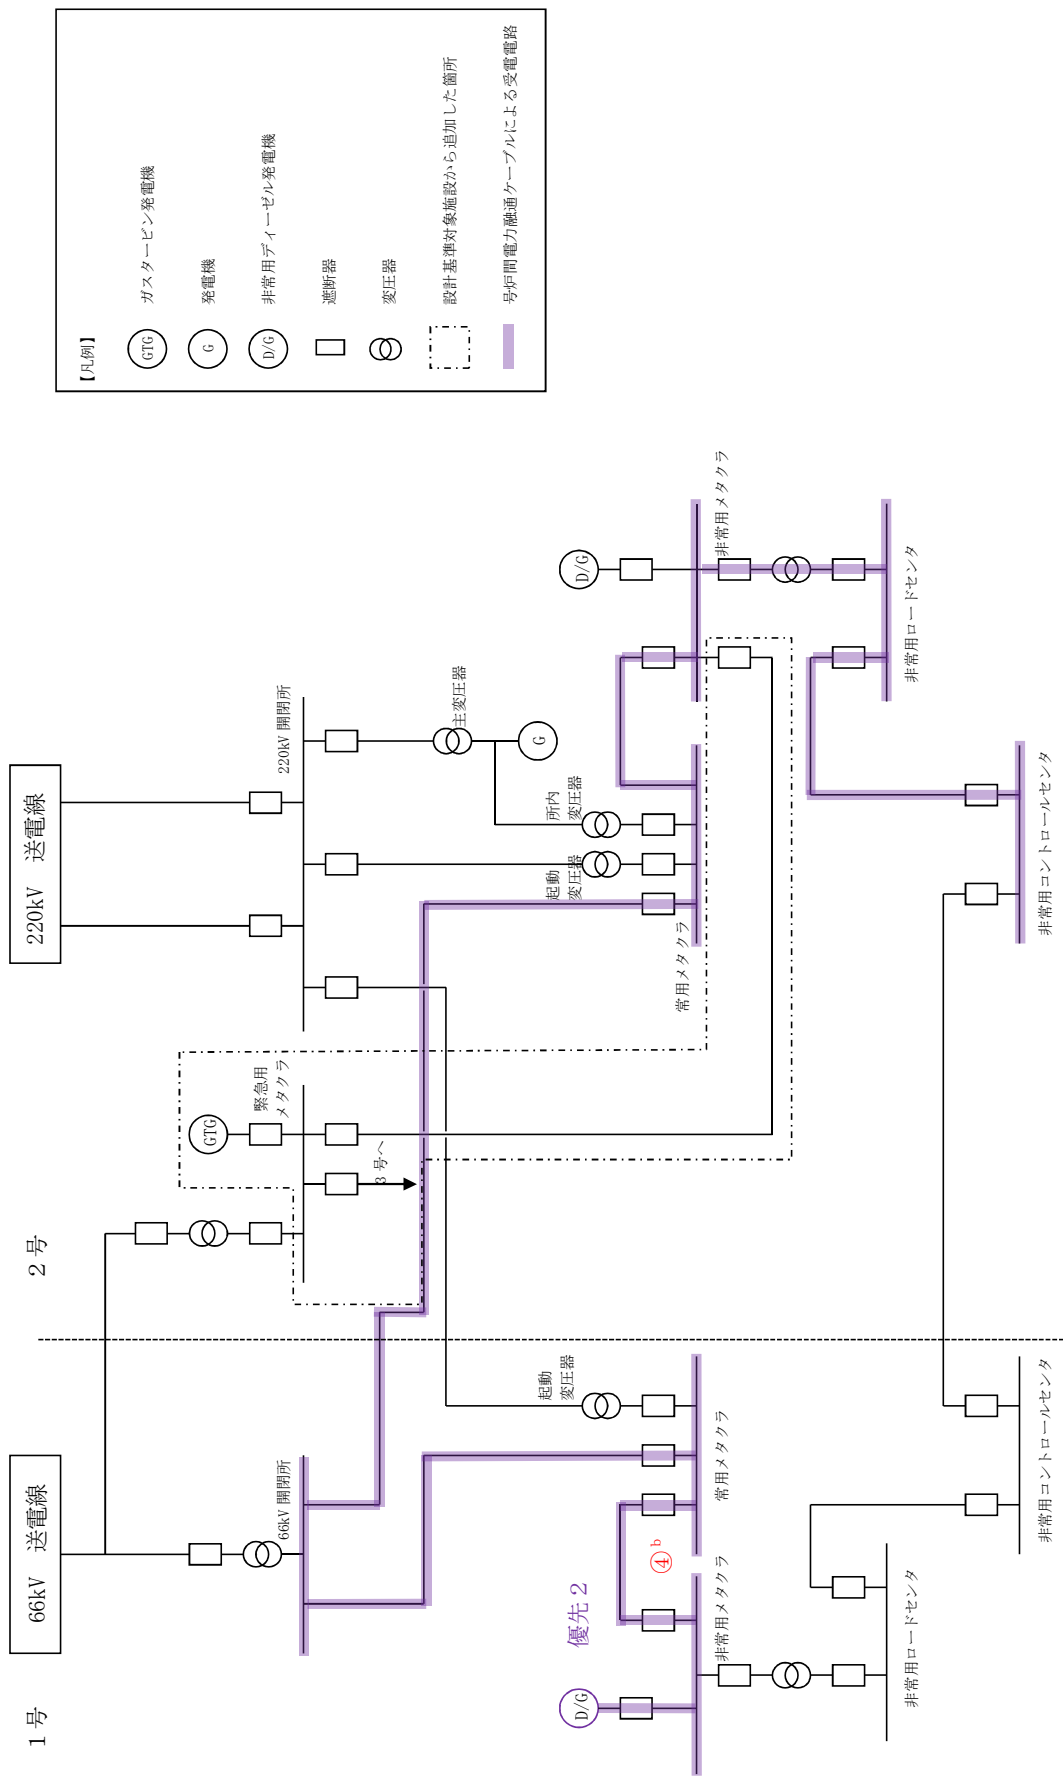 【凡例】
GTG
ガスタービン発電機
G
発電機
D/G
非常用ディーゼル発電機
遮断器
変圧器
設計基準対象施設から追加した箇所
号炉間電力融通ケーブルによる受電電路
1号
2号
66kV 送電線
220kV 送電線
66kV 開閉所
220kV 開閉所
GTG
緊急用
メタクラ
3号へ
主変圧器
G
所内
変圧器
起動
変圧器
起動
変圧器
D/G
非常用メタクラ
常用メタクラ
優先2
④b
D/G
非常用メタクラ
常用メタクラ
非常用ロードセンタ
非常用ロードセンタ
非常用コントロールセンタ
非常用コントロールセンタ